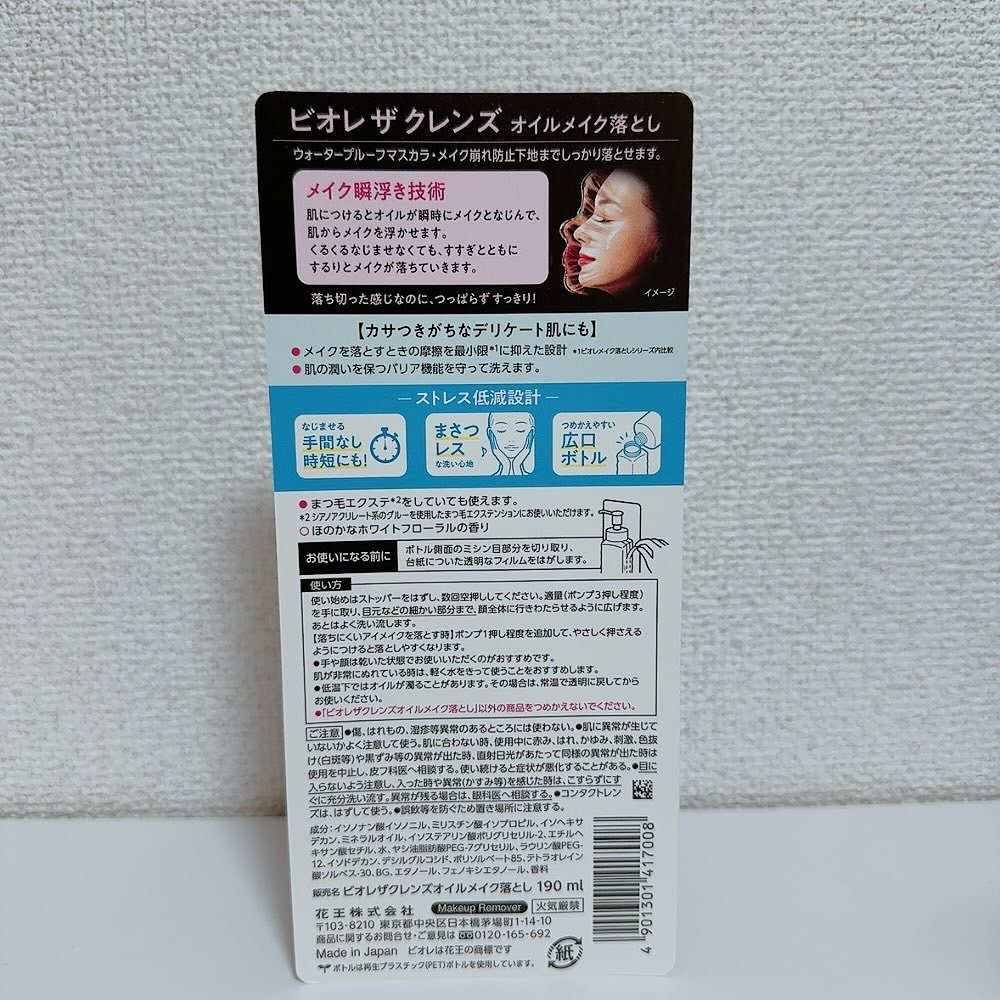 ビオレ ザ クレンズ オイルメイク落とし
ウォータープルーフマスカラ・メイク崩れ防止下地までしっかり落とせます。
メイク瞬浮き技術
肌につけるとオイルが瞬時にメイクとなじんで、
肌からメイクを浮かせます。
くるくるなじませなくても、すすぎとともに
するりとメイクが落ちていきます。
イメージ
落ち切った感じなのに、つっぱらず すっきり!
【カサつきがちなデリケート肌にも】
●メイクを落とすときの摩擦を最小限*1に抑えた設計 *1ビオレメイク落としシリーズ内比較
●肌の潤いを保つバリア機能を守って洗えます。
ストレス低減設計
なじませる
手間なし
時短にも!
まさつ
レス
な洗い心地
つめかえやすい
広口
ボトル
●まつ毛エクステ*2をしていても使えます。
*2 シアノアクリレート系のグルーを使用したまつ毛エクステンションにお使いいただけます。
○ほのかなホワイトフローラルの香り
お使いになる前に
ボトル側面のミシン目部分を切り取り、
台紙についた透明なフィルムをはがします。
使い方
使い始めはストッパーをはずし、数回空押ししてください。適量(ポンプ3押し程度)
を手に取り、目元などの細かい部分まで、顔全体に行きわたらせるように広げます。
あとはよく洗い流します。
【落ちにくいアイメイクを落とす時】ポンプ1押し程度を追加して、やさしく押さえる
ようにつけると落としやすくなります。
●手や顔は乾いた状態でお使いいただくのがおすすめです。
肌が非常にぬれている時は、軽く水をきって使うことをおすすめします。
●低温下ではオイルが濁ることがあります。その場合は、常温で透明に戻してから
お使いください。
●「ビオレザクレンズオイルメイク落とし」以外の商品をつめかえないでください。
ご注意 ●傷、はれもの、湿疹等異常のあるところには使わない。●肌に異常が生じて
いないかよく注意して使う。肌に合わない時、使用中に赤み、はれ、かゆみ、刺激、色抜
け(白斑等)や黒ずみ等の異常が出た時、直射日光があたって同様の異常が出た時は
使用を中止し、皮フ科医へ相談する。使い続けると症状が悪化することがある。●目に
入らないよう注意し、入った時や異常(かすみ等)を感じた時は、こすらずにす
ぐに充分洗い流す。異常が残る場合は、眼科医へ相談する。●コンタクトレン
ズは、はずして使う。●誤飲等を防ぐため置き場所に注意する。
成分：イソノナン酸イソノニル、ミリスチン酸イソプロピル、イソヘキサ
デカン、ミネラルオイル、イソステアリン酸ポリグリセリル-2、エチルヘ
キサン酸セチル、水、ヤシ油脂肪酸PEG-7グリセリル、ラウリン酸PEG-
12、イソドデカン、デシルグルコシド、ポリソルベート85、テトラオレイン
酸ソルベス-30、BG、エタノール、フェノキシエタノール、香料
販売名 ビオレザクレンズオイルメイク落とし 190 ml
花王株式会社 Makeup Remover 火気厳禁
〒103-8210 東京都中央区日本橋茅場町1-14-10
商品に関するお問合せ・ご意見は 0120-165-692
Made in Japan ビオレは花王の商標です
ボトルは再生プラスチック(PET)ボトルを使用しています。
紙
4 901301 417008